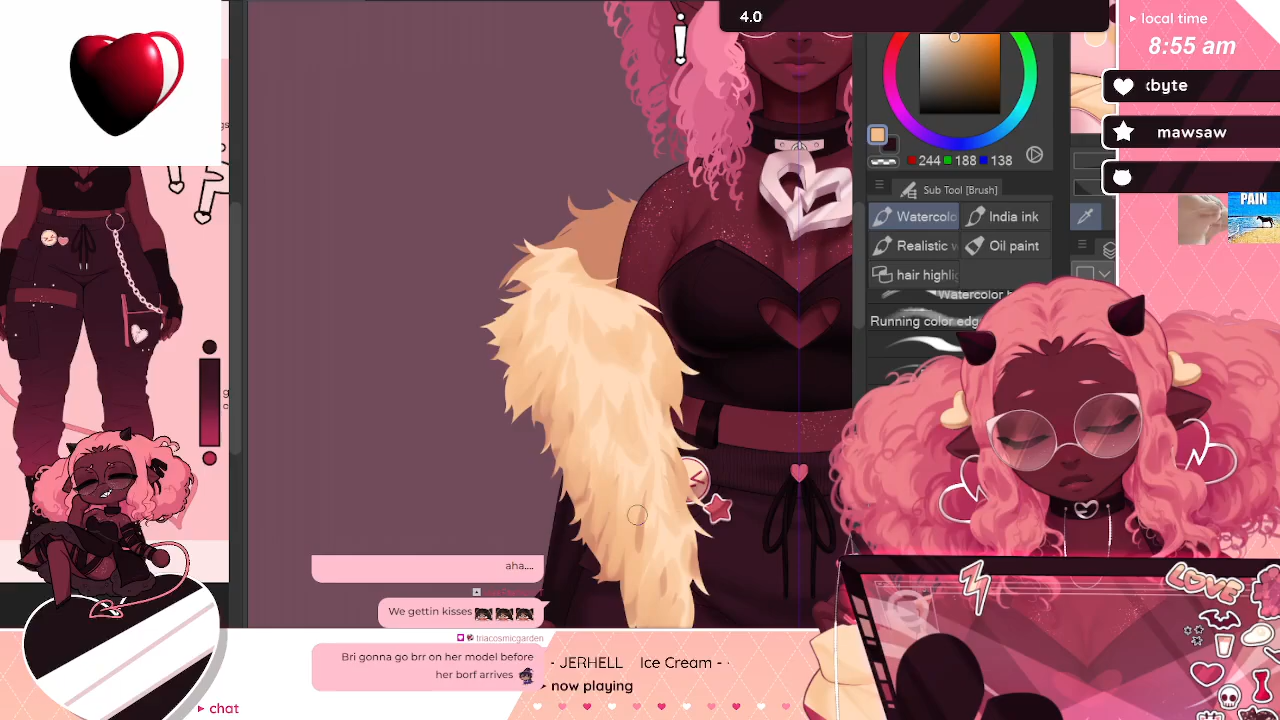 4.0
local time
8:55 am
byte
mawsaw
PAIN
244 188 138
Sub Tool [Brush]
Watercolo
India ink
Realistic w
Oil paint
hair highlig
Watercolor b
Running color edg
aha....
We gettin kisses
triacosmicgarden
Bri gonna go brr on her model before
her borf arrives
- JERHELL Ice Cream -
now playing
chat
LOVE